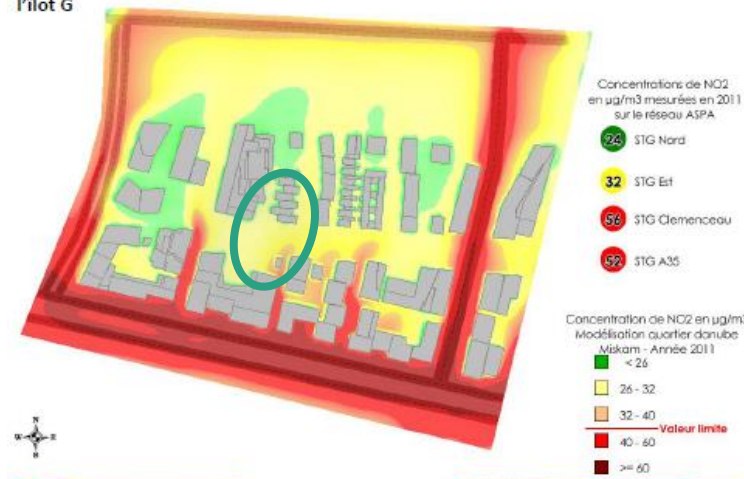 l'ilot G
Concentrations de NO2
en µg/m3 mesurées en 2011
sur le réseau ASPA
24 STG Nord
32 STG Est
56 STG Clemenceau
52 STG A35
Concentration de NO2 en µg/m3
Modélisation quartier danube
Miskam - Année 2011
< 26
26 - 32
32 - 40
Valeur limite
40 - 60
>= 60
N
W E
S